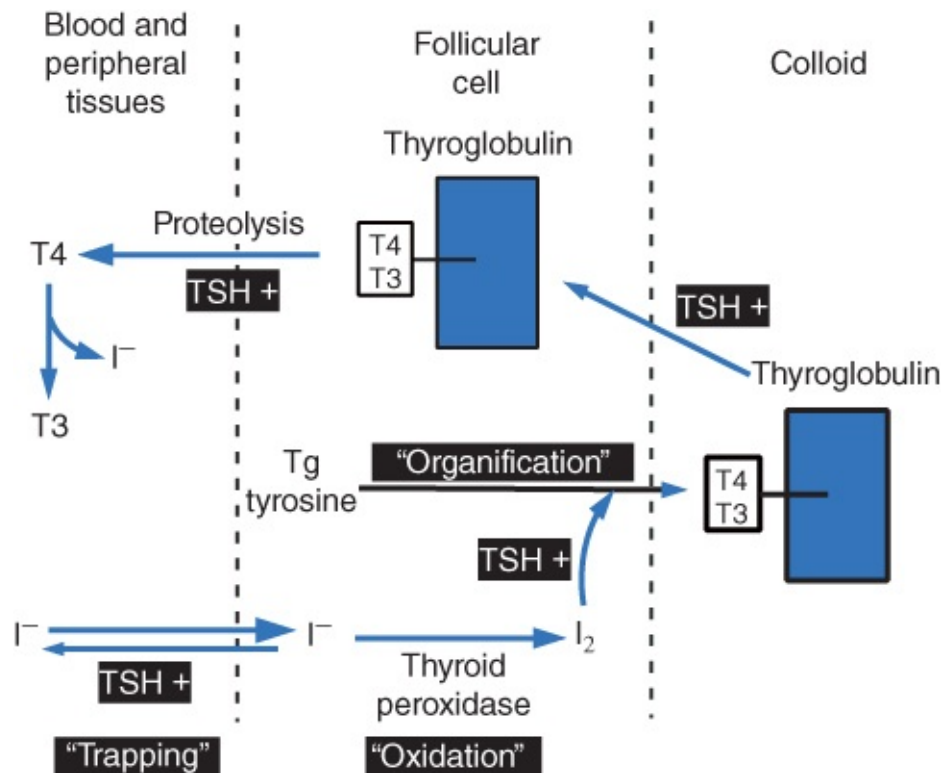 Blood and
peripheral
tissues
Follicular
cell
Colloid
Thyroglobulin
Proteolysis
T4
TSH +
T4
T3
TSH +
I⁻
Thyroglobulin
T3
Tg
tyrosine
“Organification”
T4
T3
TSH +
I⁻
I⁻
I₂
TSH +
Thyroid
peroxidase
“Trapping”
“Oxidation”